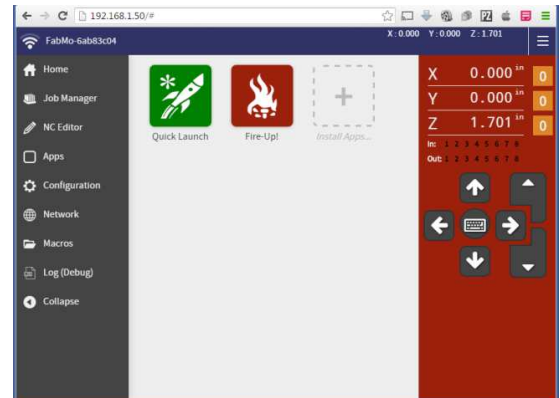 192.168.1.50/#
FabMo-6ab83c04
X: 0.000 Y: 0.000 Z: 1.701
Home
Job Manager
NC Editor
Apps
Configuration
Network
Macros
Log (Debug)
Collapse
Quick Launch
Fire-Up!
Install Apps...
X 0.000 in 0
Y 0.000 in 0
Z 1.701 in 0
In: 1 2 3 4 5 6 7 8
Out: 1 2 3 4 5 6 7 8